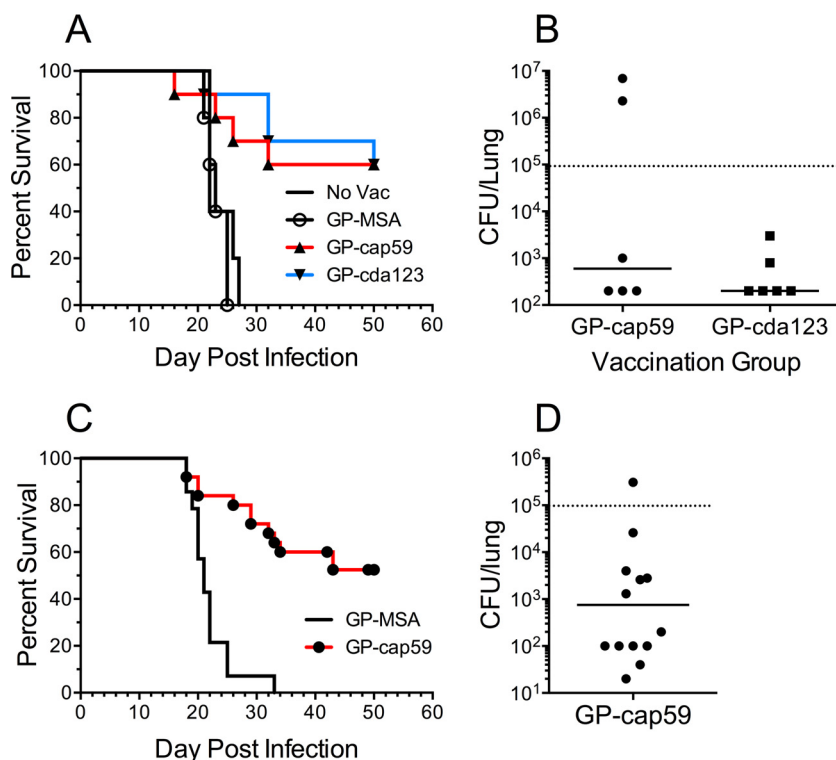 A
Percent Survival
100
80
60
40
20
0
0 10 20 30 40 50 60
Day Post Infection
No Vac
GP-MSA
GP-cap59
GP-cda123
B
CFU/Lung
10⁷
10⁶
10⁵
10⁴
10³
10²
GP-cap59 GP-cda123
Vaccination Group
C
Percent Survival
100
80
60
40
20
0
0 10 20 30 40 50 60
Day Post Infection
GP-MSA
GP-cap59
D
CFU/lung
10⁶
10⁵
10⁴
10³
10²
10¹
GP-cap59